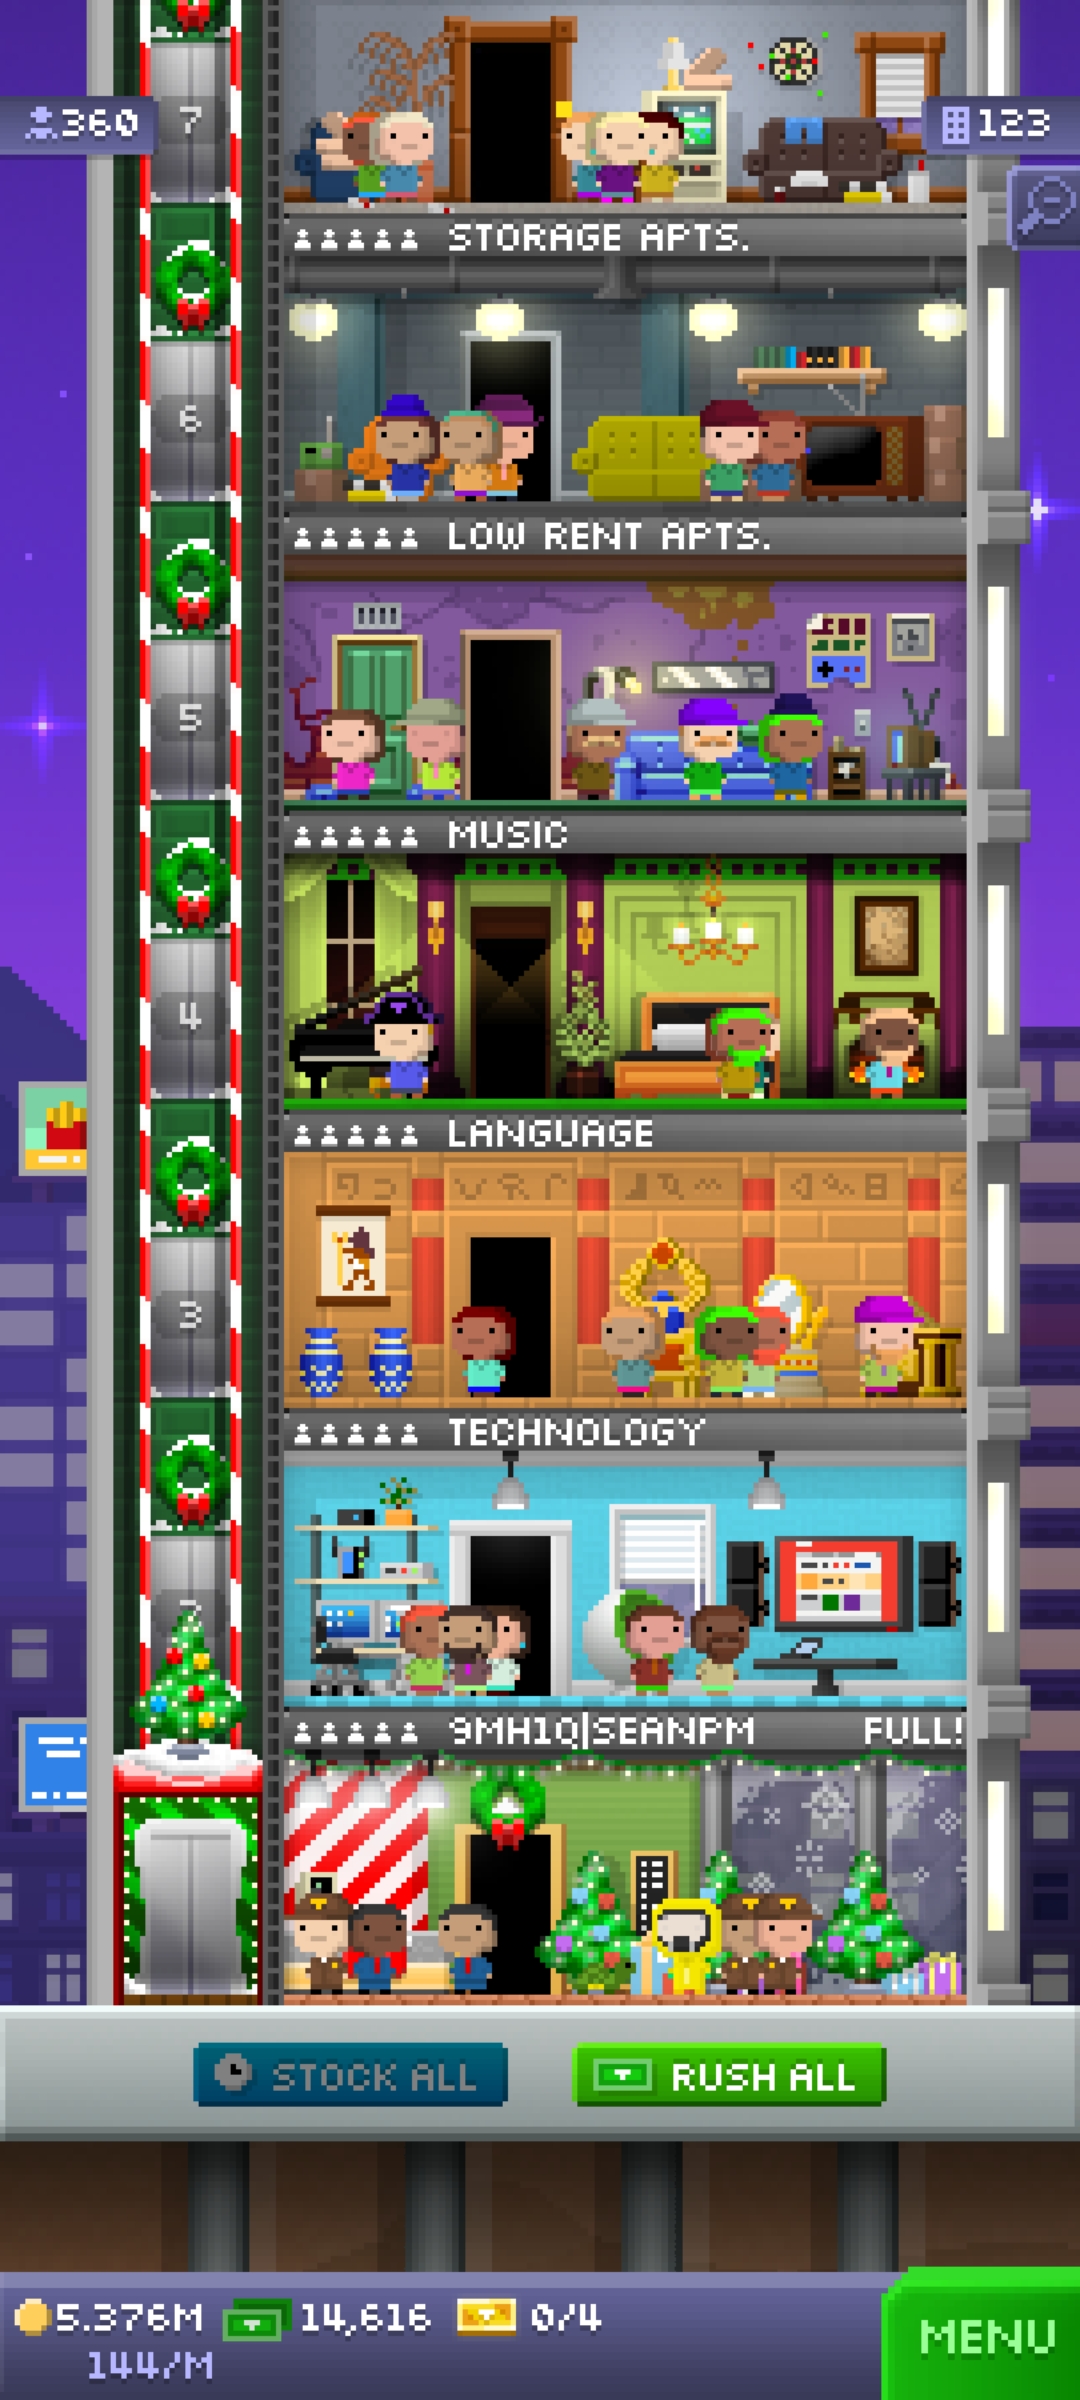 7
360
123
STORAGE APTS.
6
LOW RENT APTS.
5
MUSIC
4
LANGUAGE
3
TECHNOLOGY
9MH1Q|SEANPM FULL!
STOCK ALL
RUSH ALL
5.376M 14,616 0/4
144/M
MENU